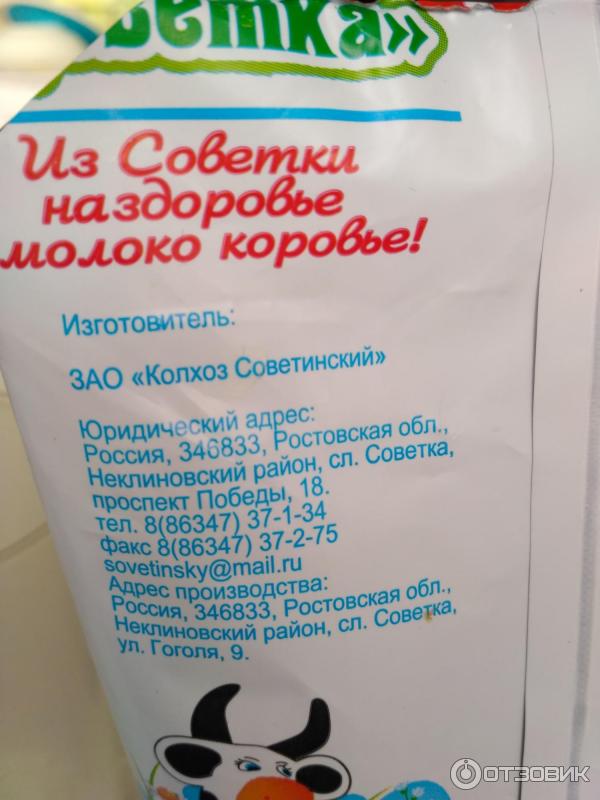 ветка»
Из Советки
наздоровье
молоко коровье!
Изготовитель:
ЗАО «Колхоз Советинский»
Юридический адрес:
Россия, 346833, Ростовская обл.,
Неклиновский район, сл. Советка,
проспект Победы, 18.
тел. 8(86347) 37-1-34
факс 8(86347) 37-2-75
sovetinsky@mail.ru
Адрес производства:
Россия, 346833, Ростовская обл.,
Неклиновский район, сл. Советка,
ул. Гоголя, 9.
ОТЗОВИК